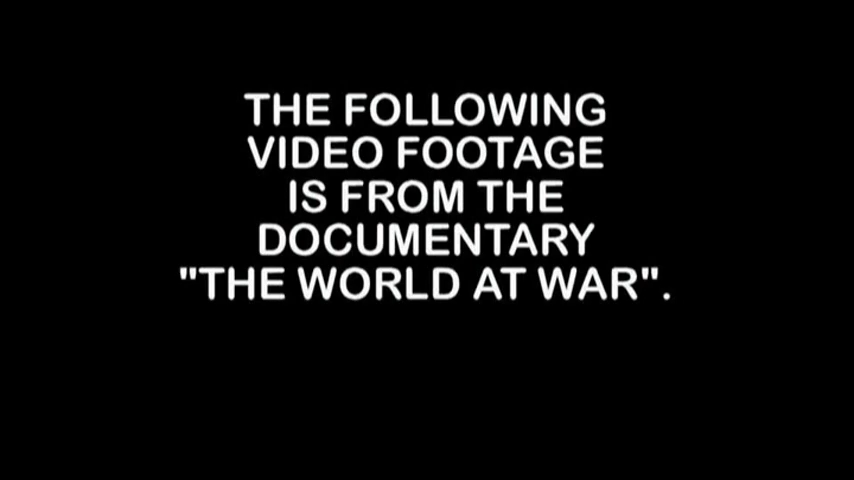 THE FOLLOWING
VIDEO FOOTAGE
IS FROM THE
DOCUMENTARY
"THE WORLD AT WAR".